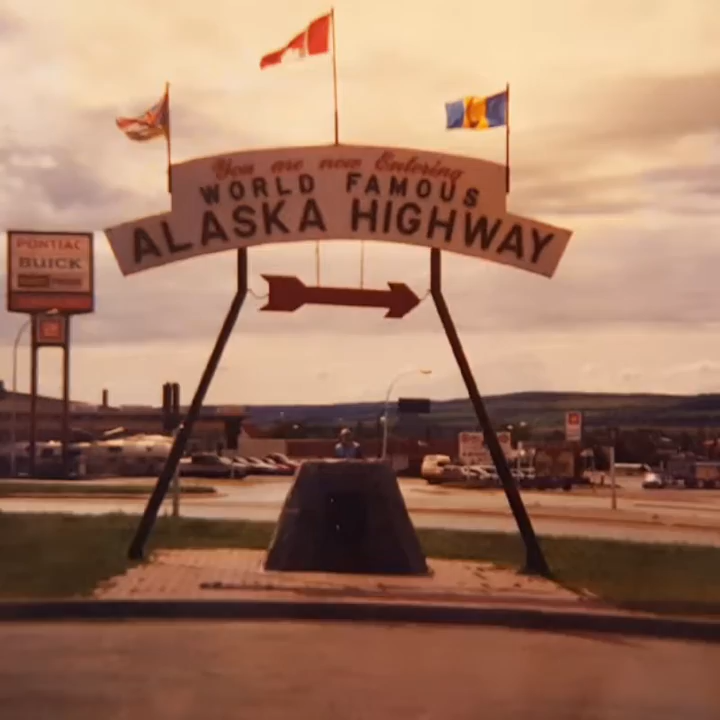 You are now Entering
WORLD FAMOUS
ALASKA HIGHWAY
PONTIAC
BUICK